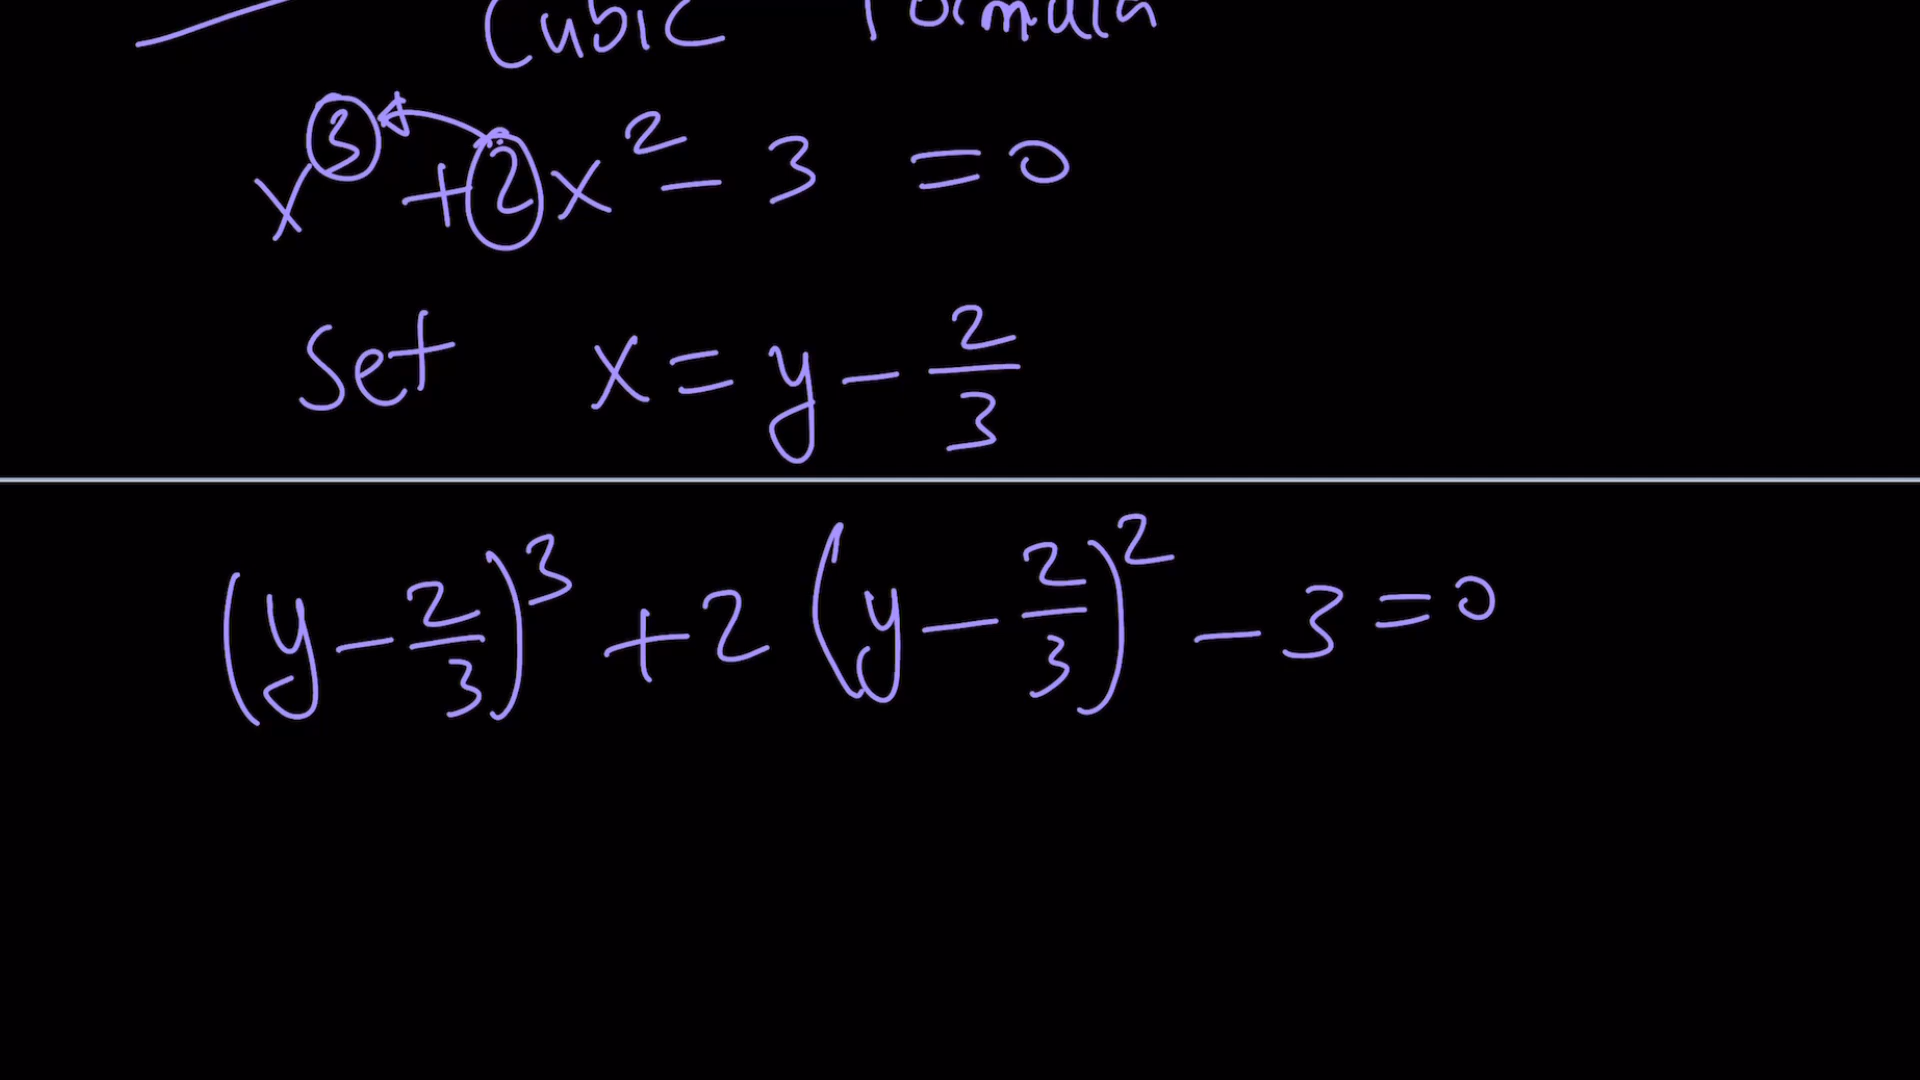 Cubic Formula
x³ + 2x² - 3 = 0
Set x = y - 2/3
(y - 2/3)³ + 2(y - 2/3)² - 3 = 0